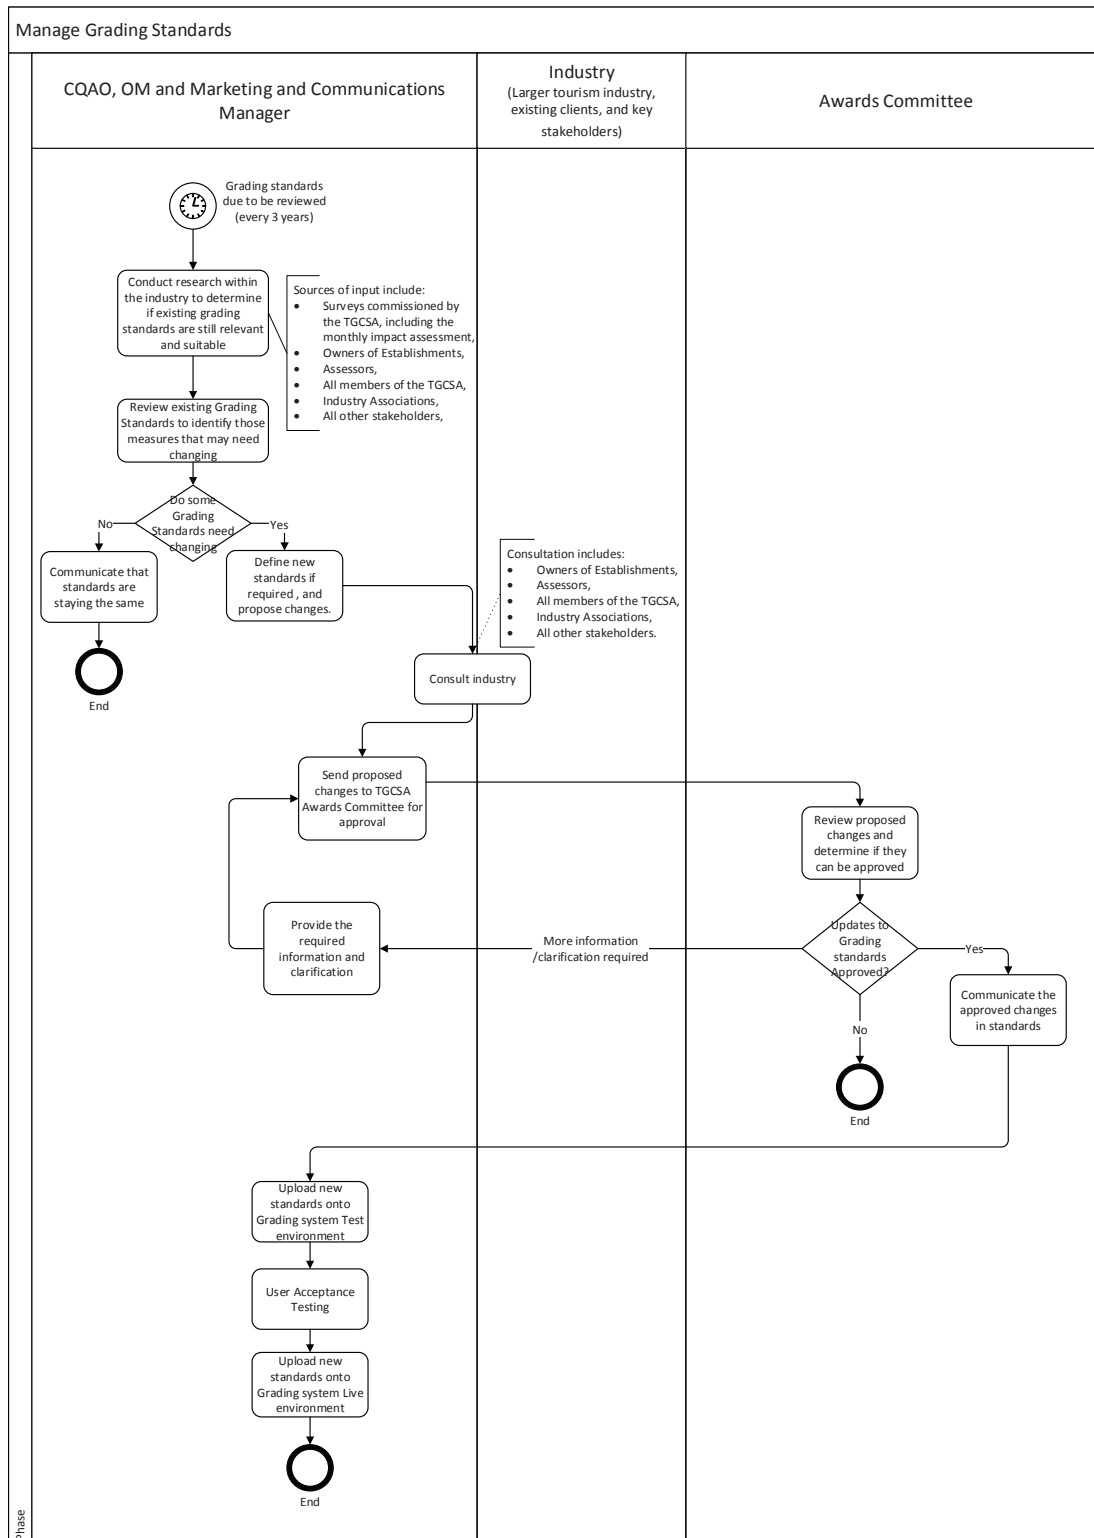 Manage Grading Standards
CQAO, OM and Marketing and Communications
Manager
Industry
(Larger tourism industry,
existing clients, and key
stakeholders)
Awards Committee
Grading standards
due to be reviewed
(every 3 years)
Conduct research within
the industry to determine
if existing grading
standards are still relevant
and suitable
Sources of input include:
• Surveys commissioned by
the TGCSA, including the
monthly impact assessment,
• Owners of Establishments,
• Assessors,
• All members of the TGCSA,
• Industry Associations,
• All other stakeholders,
Review existing Grading
Standards to identify those
measures that may need
changing
Do some
Grading
Standards need
changing
No
Yes
Communicate that
standards are
staying the same
End
Define new
standards if
required , and
propose changes.
Consultation includes:
• Owners of Establishments,
• Assessors,
• All members of the TGCSA,
• Industry Associations,
• All other stakeholders.
Consult industry
Send proposed
changes to TGCSA
Awards Committee for
approval
Review proposed
changes and
determine if they
can be approved
Updates to
Grading
standards
Approved?
More information
/clarification required
Provide the
required
information and
clarification
Yes
Communicate the
approved changes
in standards
No
End
Upload new
standards onto
Grading system Test
environment
User Acceptance
Testing
Upload new
standards onto
Grading system Live
environment
End
Phase